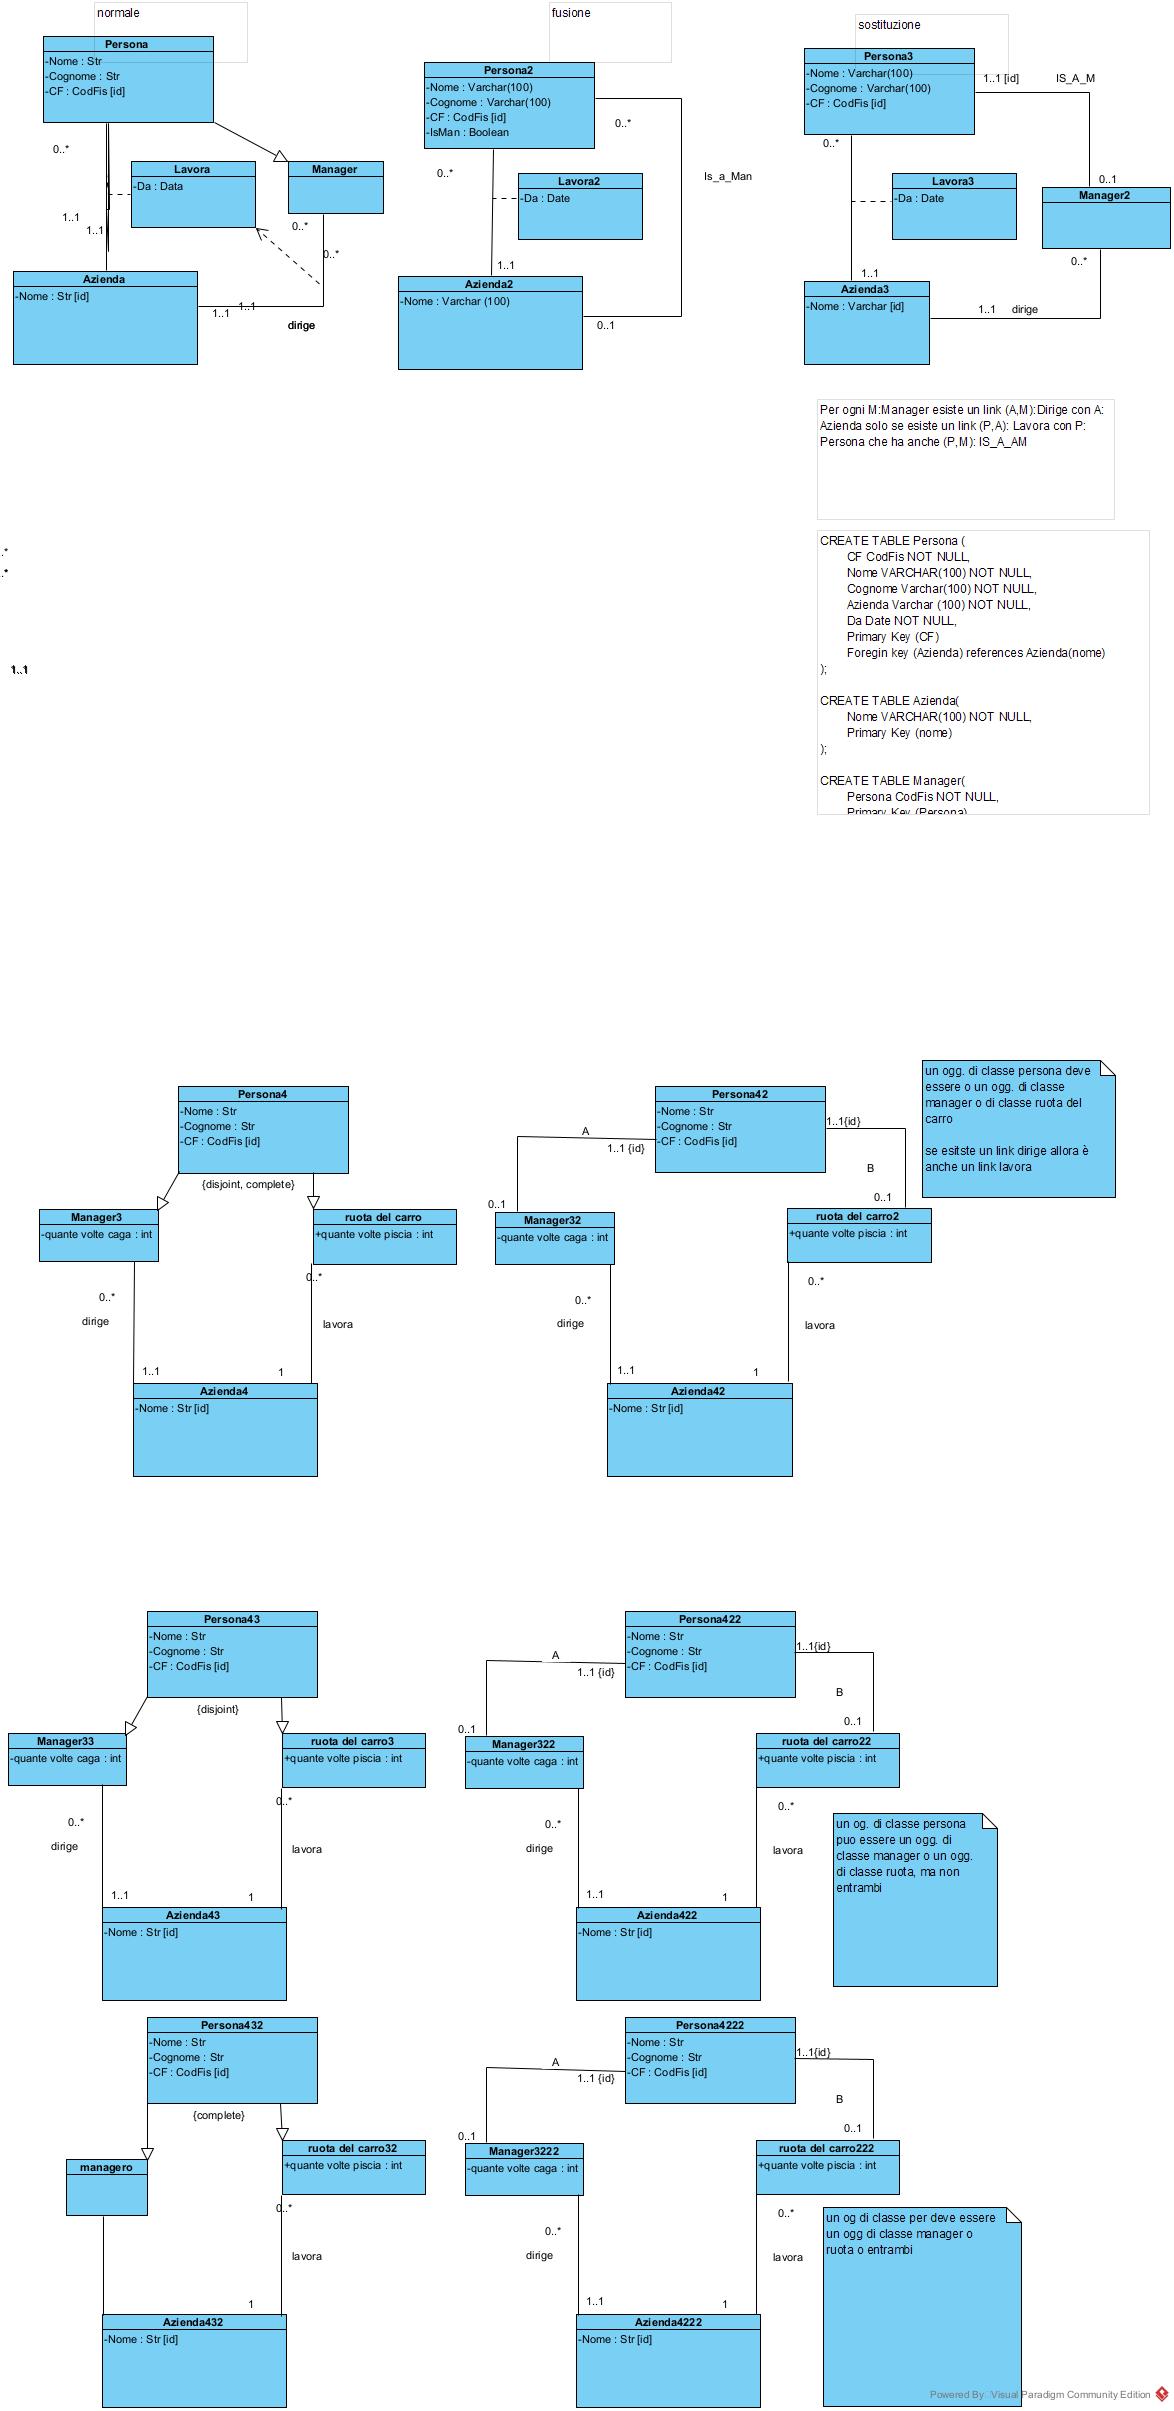 normale
Persona
-Nome : Str
-Cognome : Str
-CF : CodFis [id]
0..*
Lavora
-Da : Data
Manager
1..1
1..1
0..*
0..*
Azienda
-Nome : Str [id]
1..1
1..1
dirige
fusione
Persona2
-Nome : Varchar(100)
-Cognome : Varchar(100)
-CF : CodFis [id]
-IsMan : Boolean
0..*
0..*
Is_a_Man
Lavora2
-Da : Date
1..1
Azienda2
-Nome : Varchar (100)
0..1
sostituzione
Persona3
-Nome : Varchar(100)
-Cognome : Varchar(100)
-CF : CodFis [id]
1..1 [id]
IS_A_M
0..*
Lavora3
-Da : Date
0..1
Manager2
0..*
1..1
Azienda3
-Nome : Varchar [id]
1..1
dirige
Per ogni M:Manager esiste un link (A,M):Dirige con A:
Azienda solo se esiste un link (P,A): Lavora con P:
Persona che ha anche (P,M): IS_A_AM
.*
.*
1..1
CREATE TABLE Persona (
CF CodFis NOT NULL,
Nome VARCHAR(100) NOT NULL,
Cognome Varchar(100) NOT NULL,
Azienda Varchar (100) NOT NULL,
Da Date NOT NULL,
Primary Key (CF)
Foregin key (Azienda) references Azienda(nome)
);
CREATE TABLE Azienda(
Nome VARCHAR(100) NOT NULL,
Primary Key (nome)
);
CREATE TABLE Manager(
Persona CodFis NOT NULL,
Primary Key (Persona)
Persona4
-Nome : Str
-Cognome : Str
-CF : CodFis [id]
{disjoint, complete}
Manager3
-quante volte caga : int
ruota del carro
+quante volte piscia : int
0..*
0..*
dirige
lavora
1..1
1
Azienda4
-Nome : Str [id]
Persona42
-Nome : Str
-Cognome : Str
-CF : CodFis [id]
A
1..1 {id}
1..1{id}
B
0..1
0..1
Manager32
-quante volte caga : int
ruota del carro2
+quante volte piscia : int
0..*
0..*
dirige
lavora
1..1
1
Azienda42
-Nome : Str [id]
un ogg. di classe persona deve
essere o un ogg. di classe
manager o di classe ruota del
carro
se esitste un link dirige allora è
anche un link lavora
Persona43
-Nome : Str
-Cognome : Str
-CF : CodFis [id]
{disjoint}
Manager33
-quante volte caga : int
ruota del carro3
+quante volte piscia : int
0..*
0..*
dirige
lavora
1..1
1
Azienda43
-Nome : Str [id]
Persona422
-Nome : Str
-Cognome : Str
-CF : CodFis [id]
A
1..1 {id}
1..1{id}
B
0..1
0..1
Manager322
-quante volte caga : int
ruota del carro22
+quante volte piscia : int
0..*
0..*
dirige
lavora
1..1
1
Azienda422
-Nome : Str [id]
un og. di classe persona
puo essere un ogg. di
classe manager o un ogg.
di classe ruota, ma non
entrambi
Persona432
-Nome : Str
-Cognome : Str
-CF : CodFis [id]
{complete}
managero
ruota del carro32
+quante volte piscia : int
0..*
lavora
1
Azienda432
-Nome : Str [id]
Persona4222
-Nome : Str
-Cognome : Str
-CF : CodFis [id]
A
1..1 {id}
1..1{id}
B
0..1
0..1
Manager3222
-quante volte caga : int
ruota del carro222
+quante volte piscia : int
0..*
0..*
dirige
lavora
1..1
1
Azienda4222
-Nome : Str [id]
un og di classe per deve essere
un ogg di classe manager o
ruota o entrambi
Powered By: Visual Paradigm Community Edition